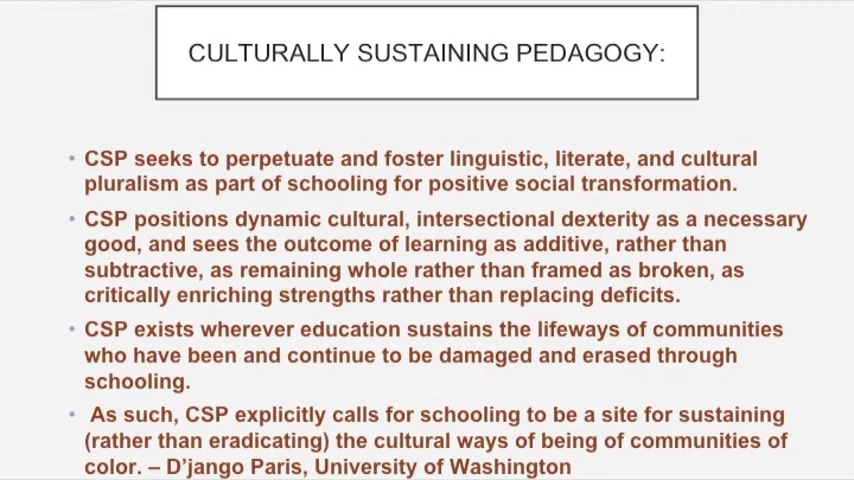 CULTURALLY SUSTAINING PEDAGOGY:
• CSP seeks to perpetuate and foster linguistic, literate, and cultural
pluralism as part of schooling for positive social transformation.
• CSP positions dynamic cultural, intersectional dexterity as a necessary
good, and sees the outcome of learning as additive, rather than
subtractive, as remaining whole rather than framed as broken, as
critically enriching strengths rather than replacing deficits.
• CSP exists wherever education sustains the lifeways of communities
who have been and continue to be damaged and erased through
schooling.
• As such, CSP explicitly calls for schooling to be a site for sustaining
(rather than eradicating) the cultural ways of being of communities of
color. – D’jango Paris, University of Washington